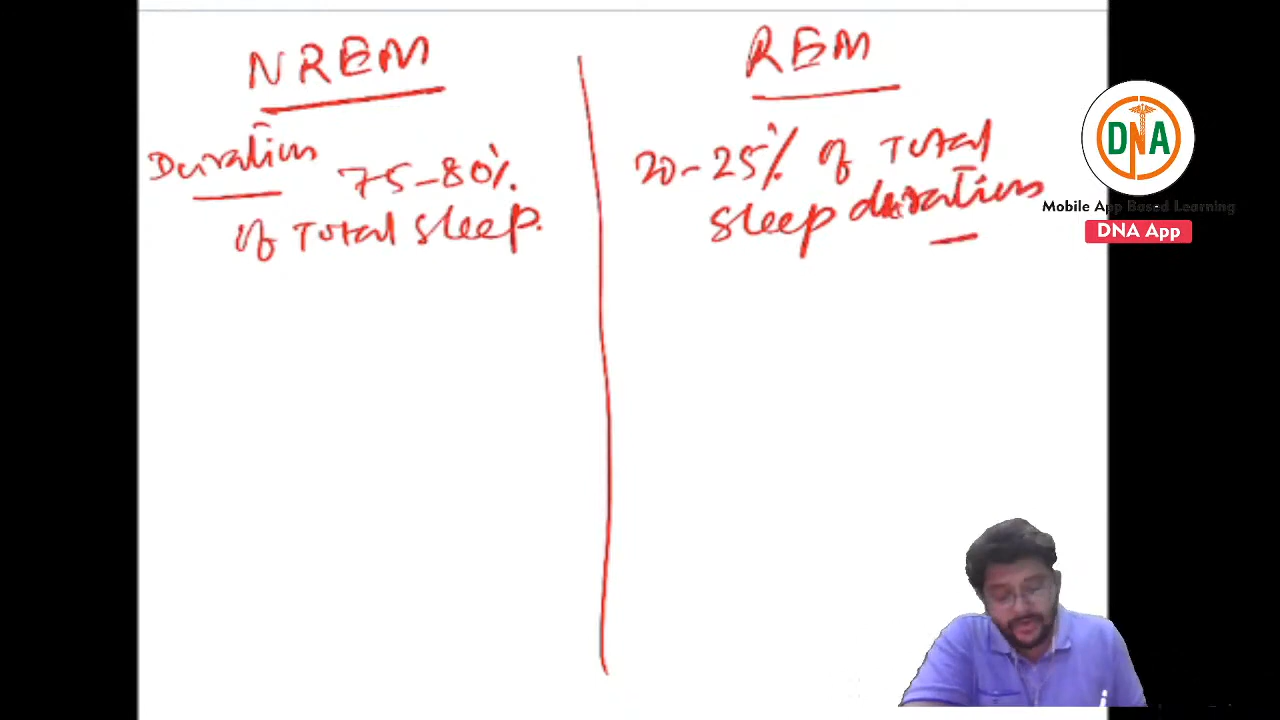 NREM
Duration 75-80%
of Total sleep.
REM
20-25% of Total
sleep duration
DNA
Mobile App Based Learning
DNA App